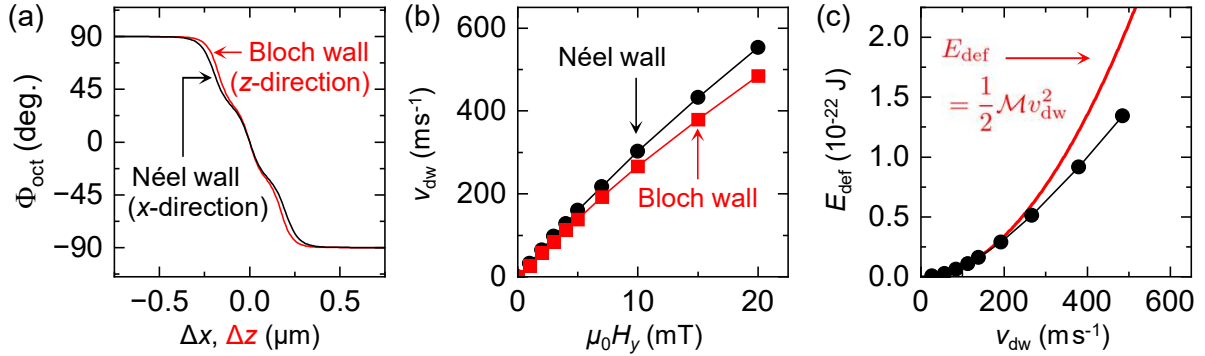 (a)
90
45
0
−45
−90
Φoct (deg.)
Bloch wall
(z-direction)
Néel wall
(x-direction)
−0.5
0.0
0.5
Δx, Δz (μm)
(b)
600
400
200
0
vdw (ms⁻¹)
Néel wall
Bloch wall
0
10
20
μ₀Hy (mT)
(c)
2.0
1.5
1.0
0.5
0.0
Edef (10⁻²² J)
Edef
= 1/2 ℳv²dw
0
200
400
600
vdw (ms⁻¹)